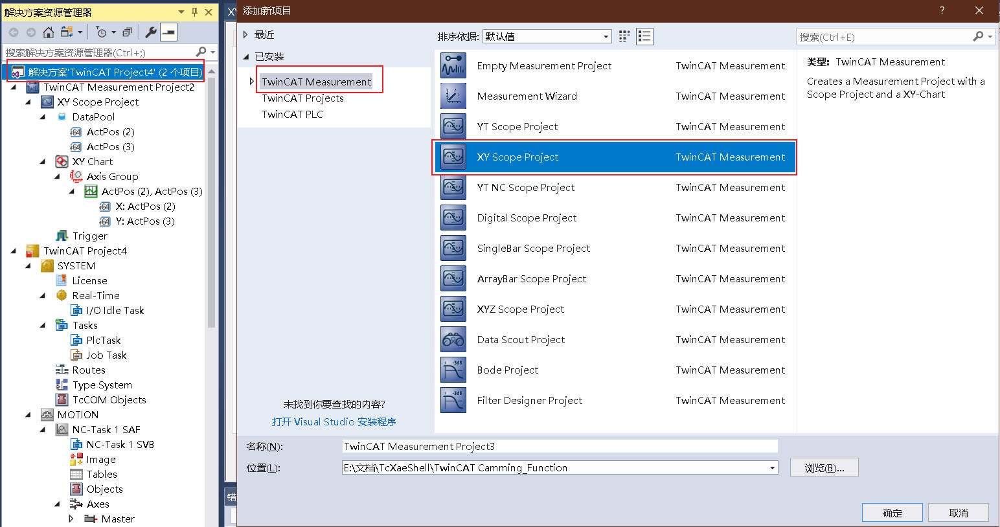 解决方案资源管理器
搜索解决方案资源管理器(Ctrl+;)
解决方案'TwinCAT Project4' (2 个项目)
TwinCAT Measurement Project2
XY Scope Project
DataPool
ActPos (2)
ActPos (3)
XY Chart
Axis Group
ActPos (2), ActPos (3)
X: ActPos (2)
Y: ActPos (3)
Trigger
TwinCAT Project4
SYSTEM
License
Real-Time
I/O Idle Task
Tasks
PlcTask
Job Task
Routes
Type System
TcCOM Objects
MOTION
NC-Task 1 SAF
NC-Task 1 SVB
Image
Tables
Objects
Axes
Master
XY
错
添加新项目
?
最近
已安装
TwinCAT Measurement
TwinCAT Projects
TwinCAT PLC
未找到你要查找的内容?
打开 Visual Studio 安装程序
排序依据: 默认值
搜索(Ctrl+E)
Empty Measurement Project TwinCAT Measurement
Measurement Wizard TwinCAT Measurement
YT Scope Project TwinCAT Measurement
XY Scope Project TwinCAT Measurement
YT NC Scope Project TwinCAT Measurement
Digital Scope Project TwinCAT Measurement
SingleBar Scope Project TwinCAT Measurement
ArrayBar Scope Project TwinCAT Measurement
XYZ Scope Project TwinCAT Measurement
Data Scout Project TwinCAT Measurement
Bode Project TwinCAT Measurement
Filter Designer Project TwinCAT Measurement
类型: TwinCAT Measurement
Creates a Measurement Project with a
Scope Project and a XY-Chart
名称(N): TwinCAT Measurement Project3
位置(L): E:\文档\TcXaeShell\TwinCAT Camming_Function
浏览(B)...
确定 取消